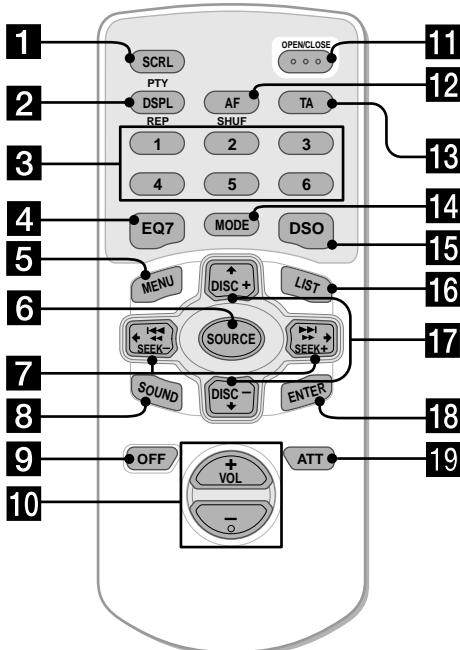 OPEN/CLOSE
1 SCRL 11
PTY 12
2 DSPL AF TA
REP SHUF
3 1 2 3 13
4 5 6
4 EQ7 MODE DSO 14
15
5 MENU DISC + LIST 16
6 SOURCE 17
7 SEEK– SEEK+
8 SOUND DISC – ENTER 18
9 OFF ATT 19
10 + VOL
–